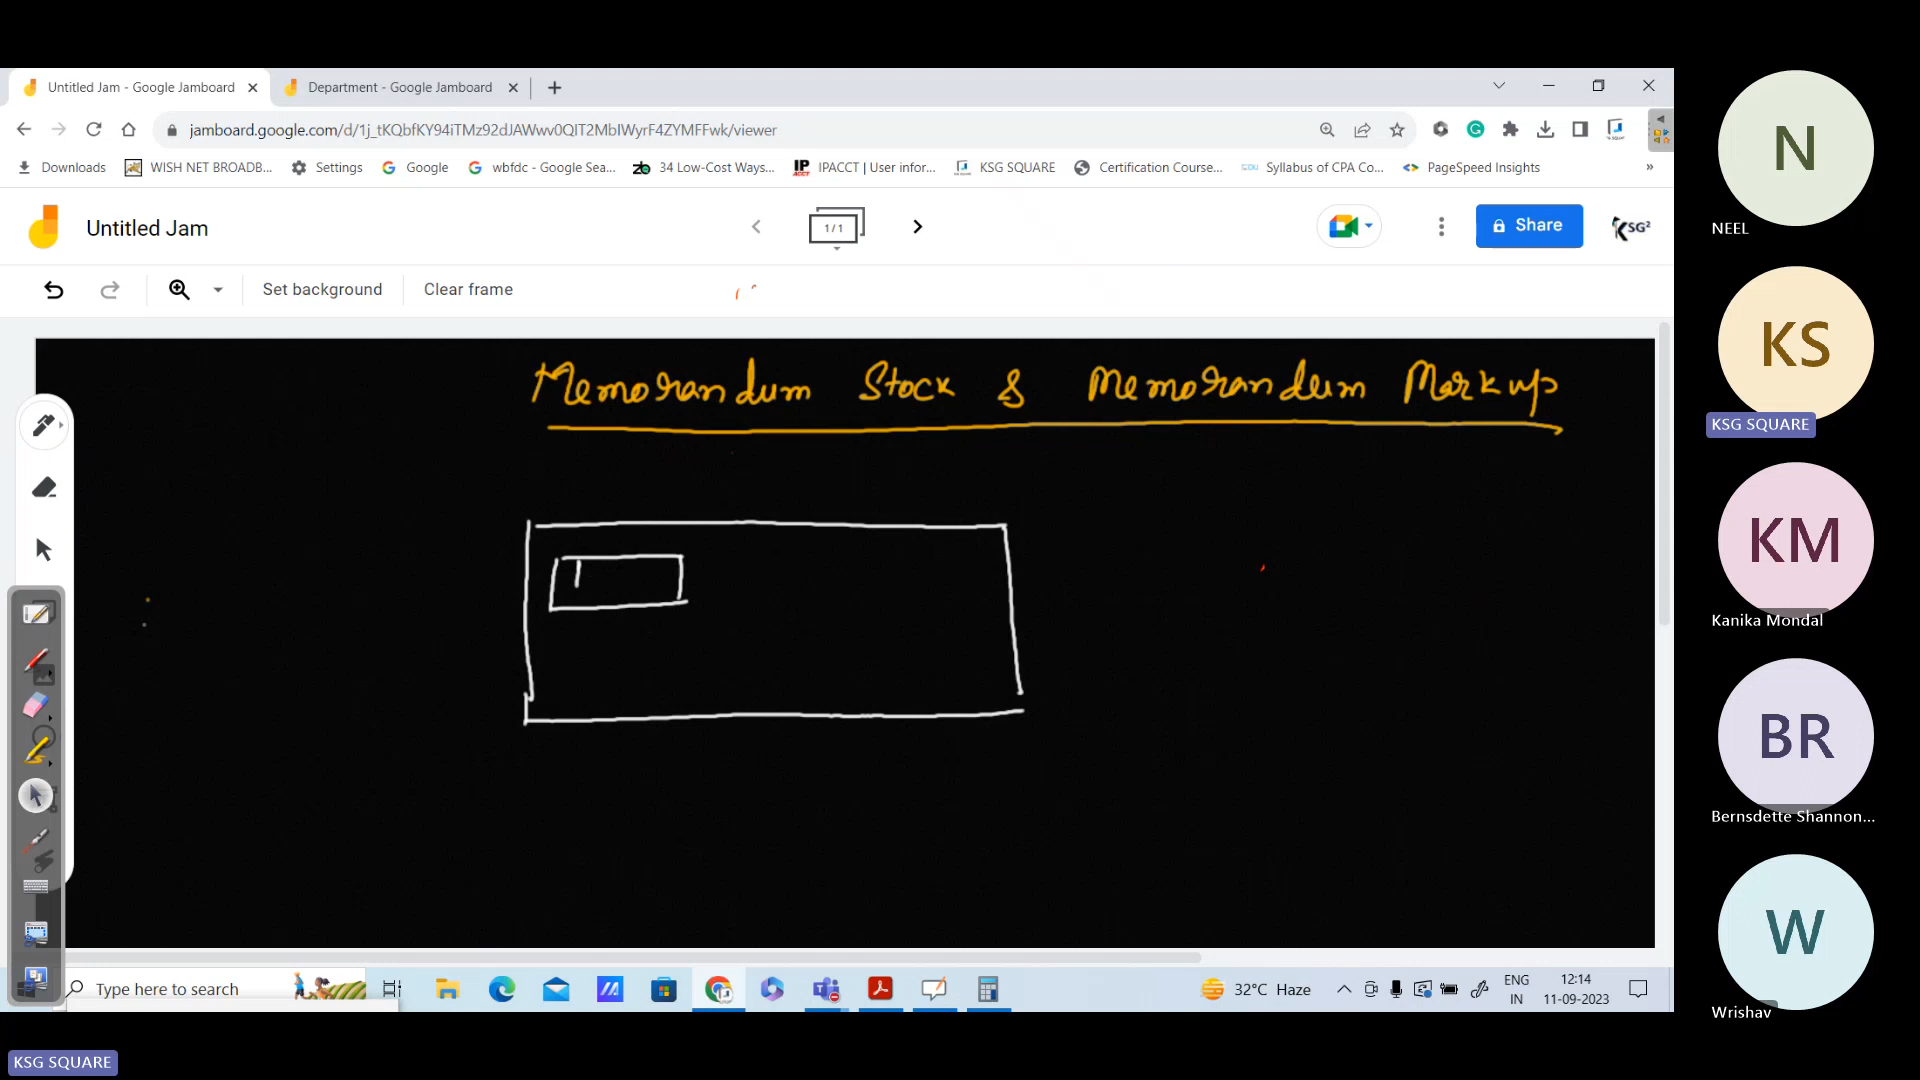 Untitled Jam - Google Jamboard
Department - Google Jamboard
jamboard.google.com/d/1j_tKQbfKY94iTMz92dJAWwv0QIT2MbIWyrF4ZYMFFwk/viewer
Downloads
WISH NET BROADB...
Settings
Google
wbfdc - Google Sea...
34 Low-Cost Ways...
IPACCT | User infor...
KSG SQUARE
Certification Course...
Syllabus of CPA Co...
PageSpeed Insights
»
Untitled Jam
1 / 1
Share
KSG²
Set background
Clear frame
Memorandum Stock & Memorandum Markup
Type here to search
32°C Haze
ENG
IN
12:14
11-09-2023
N
NEEL
KS
KSG SQUARE
KM
Kanika Mondal
BR
Bernsdette Shannon...
W
Wrishav
KSG SQUARE